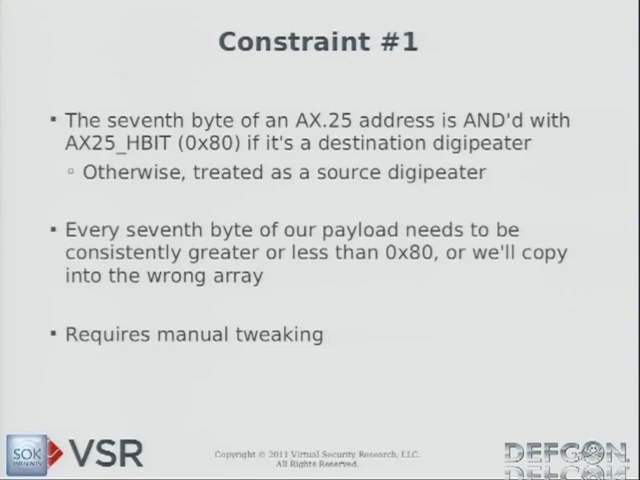 Constraint #1
▪ The seventh byte of an AX.25 address is AND'd with
AX25_HBIT (0x80) if it's a destination digipeater
▫ Otherwise, treated as a source digipeater
▪ Every seventh byte of our payload needs to be
consistently greater or less than 0x80, or we'll copy
into the wrong array
▪ Requires manual tweaking
SOK
PRESENTS
VSR
Copyright © 2011 Virtual Security Research, LLC.
All Rights Reserved.
DEFCON